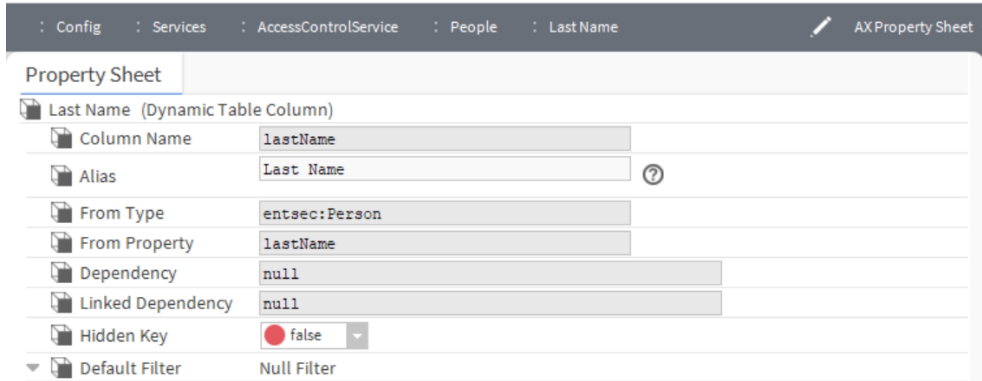 : Config : Services : AccessControlService : People : Last Name AX Property Sheet
Property Sheet
Last Name (Dynamic Table Column)
Column Name lastName
Alias Last Name ?
From Type entsec:Person
From Property lastName
Dependency null
Linked Dependency null
Hidden Key false
Default Filter Null Filter